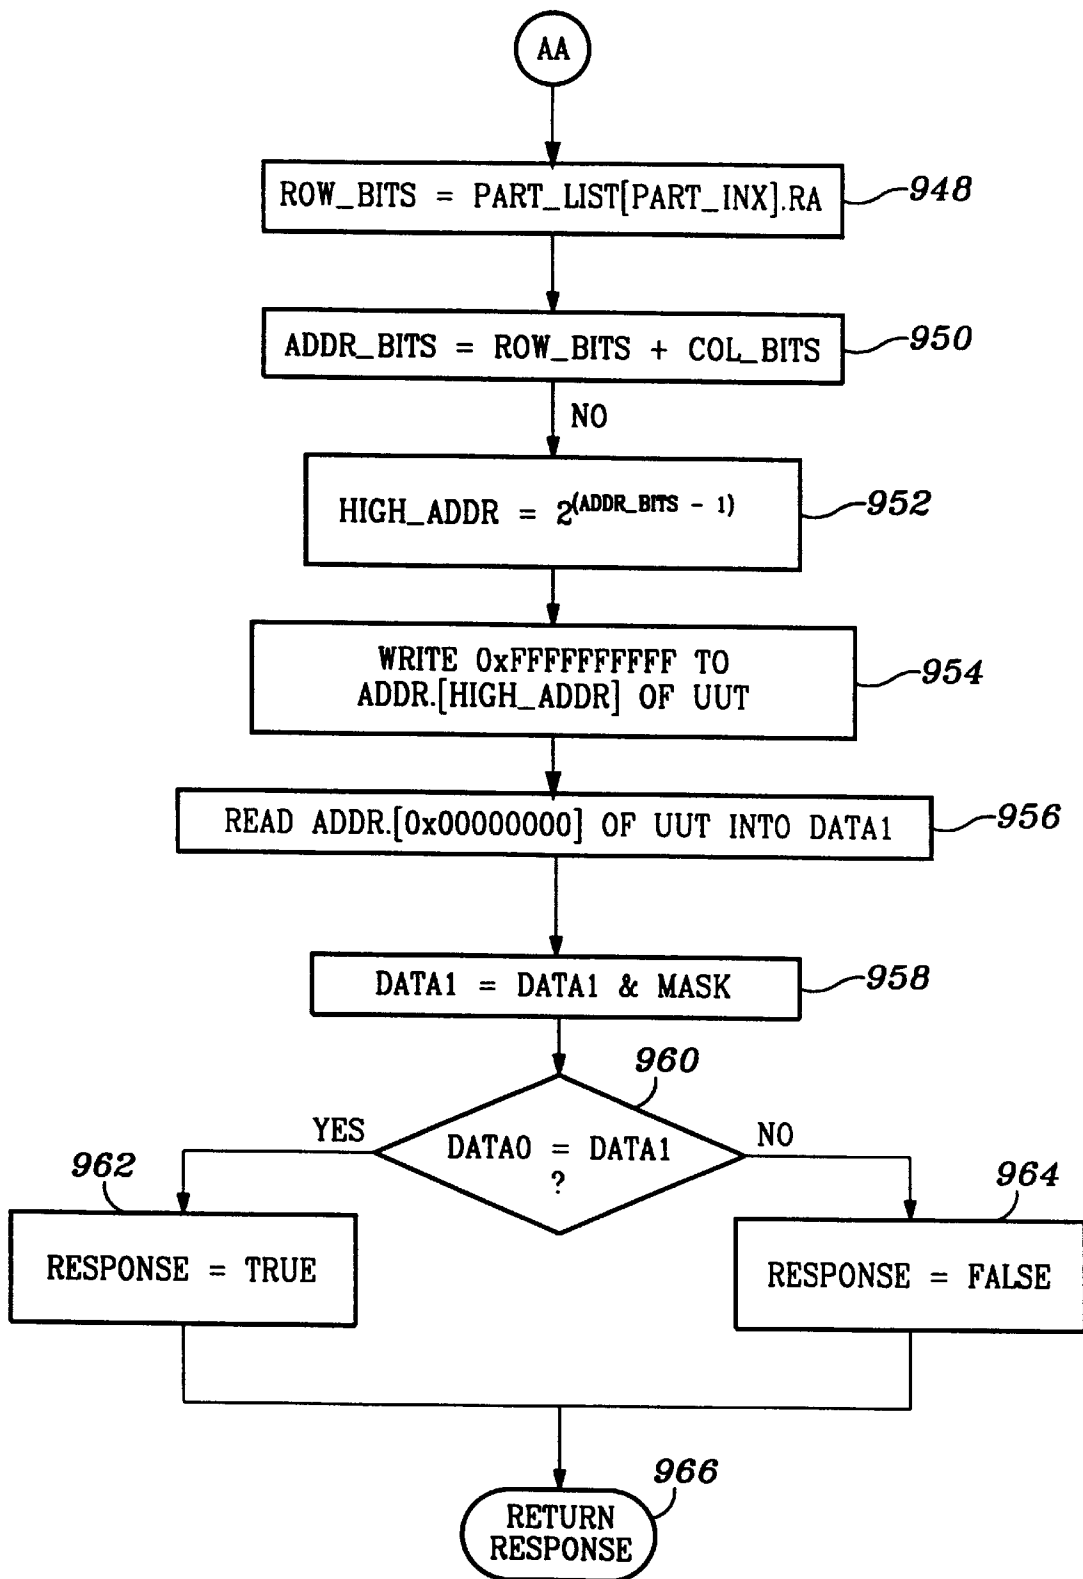 AA
ROW_BITS = PART_LIST[PART_INX].RA
948
ADDR_BITS = ROW_BITS + COL_BITS
950
NO
HIGH_ADDR = 2^(ADDR_BITS - 1)
952
WRITE 0xFFFFFFFFFF TO
ADDR.[HIGH_ADDR] OF UUT
954
READ ADDR.[0x00000000] OF UUT INTO DATA1
956
DATA1 = DATA1 & MASK
958
960
DATA0 = DATA1
?
YES
NO
962
RESPONSE = TRUE
964
RESPONSE = FALSE
966
RETURN
RESPONSE